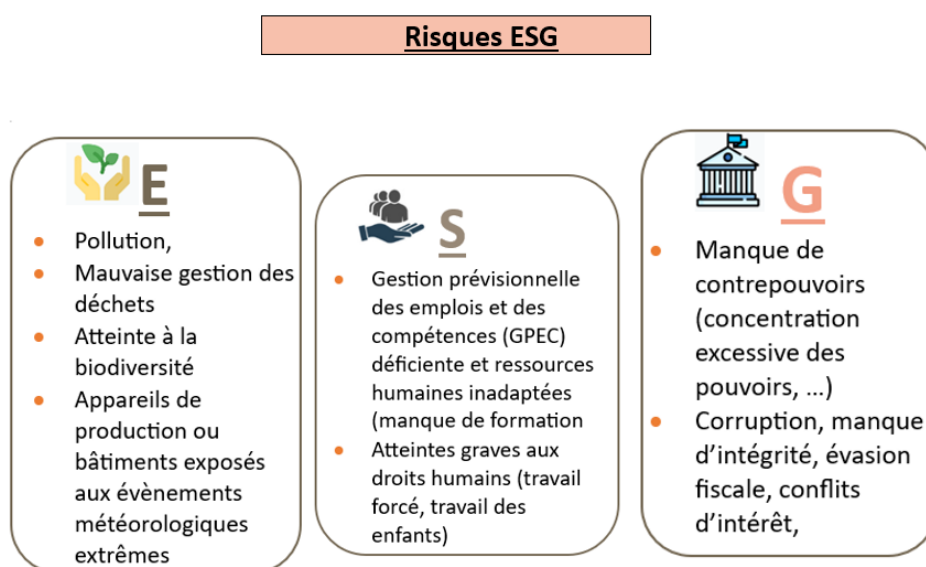 Risques ESG
E
Pollution,
Mauvaise gestion des
déchets
Atteinte à la
biodiversité
Appareils de
production ou
bâtiments exposés
aux évènements
météorologiques
extrêmes
S
Gestion prévisionnelle
des emplois et des
compétences (GPEC)
déficiente et ressources
humaines inadaptées
(manque de formation
Atteintes graves aux
droits humains (travail
forcé, travail des
enfants)
G
Manque de
contrepouvoirs
(concentration
excessive des
pouvoirs, ...)
Corruption, manque
d’intégrité, évasion
fiscale, conflits
d’intérêt,